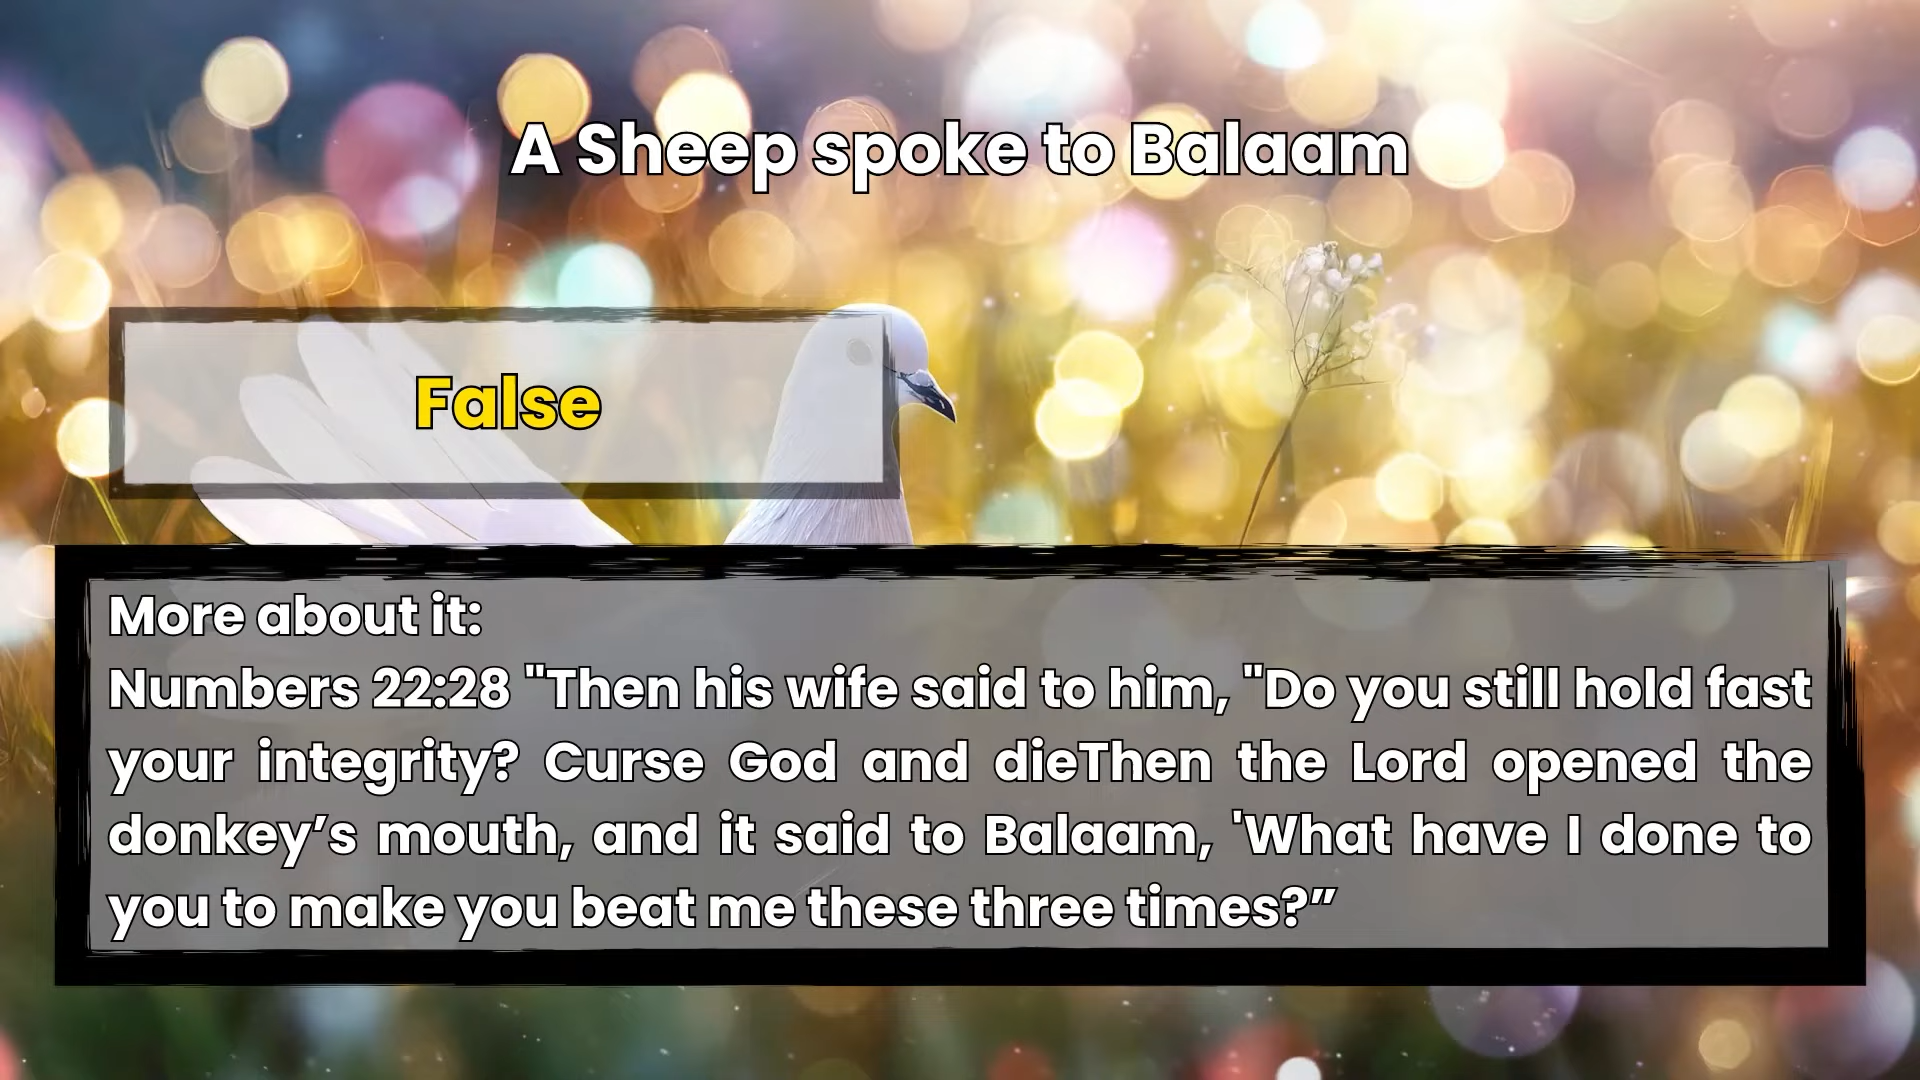 A Sheep spoke to Balaam
False
More about it:
Numbers 22:28 "Then his wife said to him, "Do you still hold fast
your integrity? Curse God and dieThen the Lord opened the
donkey’s mouth, and it said to Balaam, 'What have I done to
you to make you beat me these three times?”